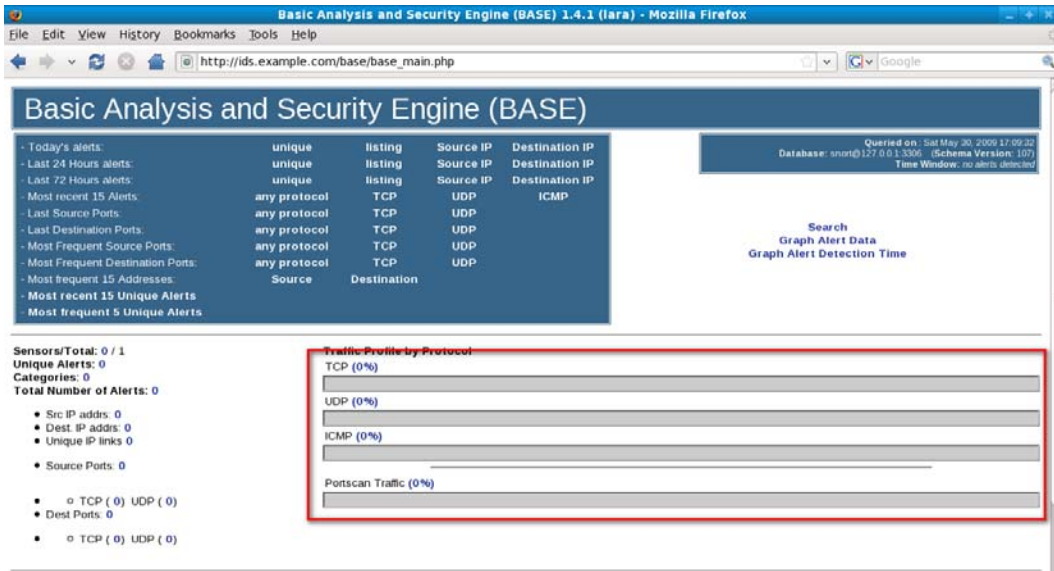 Basic Analysis and Security Engine (BASE) 1.4.1 (lara) - Mozilla Firefox
File Edit View History Bookmarks Tools Help
http://ids.example.com/base/base_main.php
Google
Basic Analysis and Security Engine (BASE)
- Today's alerts: unique listing Source IP Destination IP
- Last 24 Hours alerts: unique listing Source IP Destination IP
- Last 72 Hours alerts: unique listing Source IP Destination IP
- Most recent 15 Alerts: any protocol TCP UDP ICMP
- Last Source Ports: any protocol TCP UDP
- Last Destination Ports: any protocol TCP UDP
- Most Frequent Source Ports: any protocol TCP UDP
- Most Frequent Destination Ports: any protocol TCP UDP
- Most frequent 15 Addresses: Source Destination
- Most recent 15 Unique Alerts
- Most frequent 5 Unique Alerts
Queried on : Sat May 30, 2009 17:09:32
Database: snort@127.0.0.1:3306 (Schema Version: 107)
Time Window: no alerts detected
Search
Graph Alert Data
Graph Alert Detection Time
Sensors/Total: 0 / 1
Unique Alerts: 0
Categories: 0
Total Number of Alerts: 0
Src IP addrs: 0
Dest. IP addrs: 0
Unique IP links 0
Source Ports: 0
TCP ( 0) UDP ( 0)
Dest Ports: 0
TCP ( 0) UDP ( 0)
Traffic Profile by Protocol
TCP (0%)
UDP (0%)
ICMP (0%)
Portscan Traffic (0%)